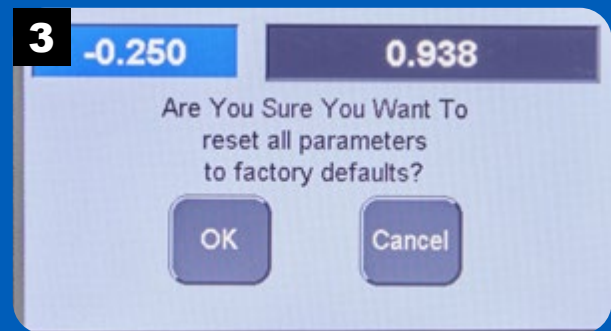 3
-0.250 0.938
Are You Sure You Want To
reset all parameters
to factory defaults?
OK Cancel